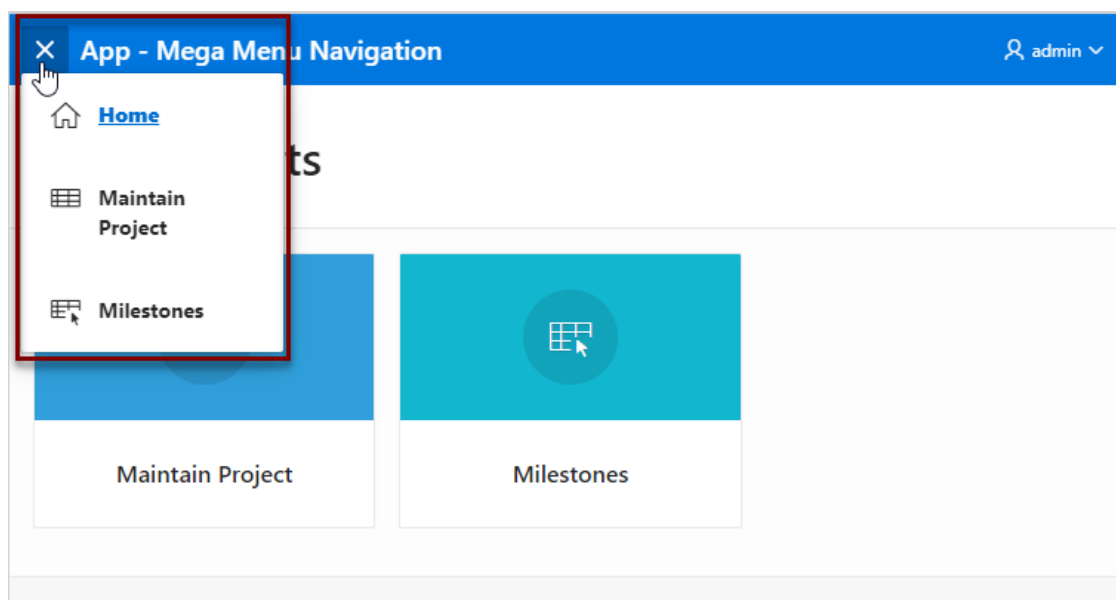 App - Mega Menu Navigation
admin
Home
ts
Maintain
Project
Milestones
Maintain Project
Milestones